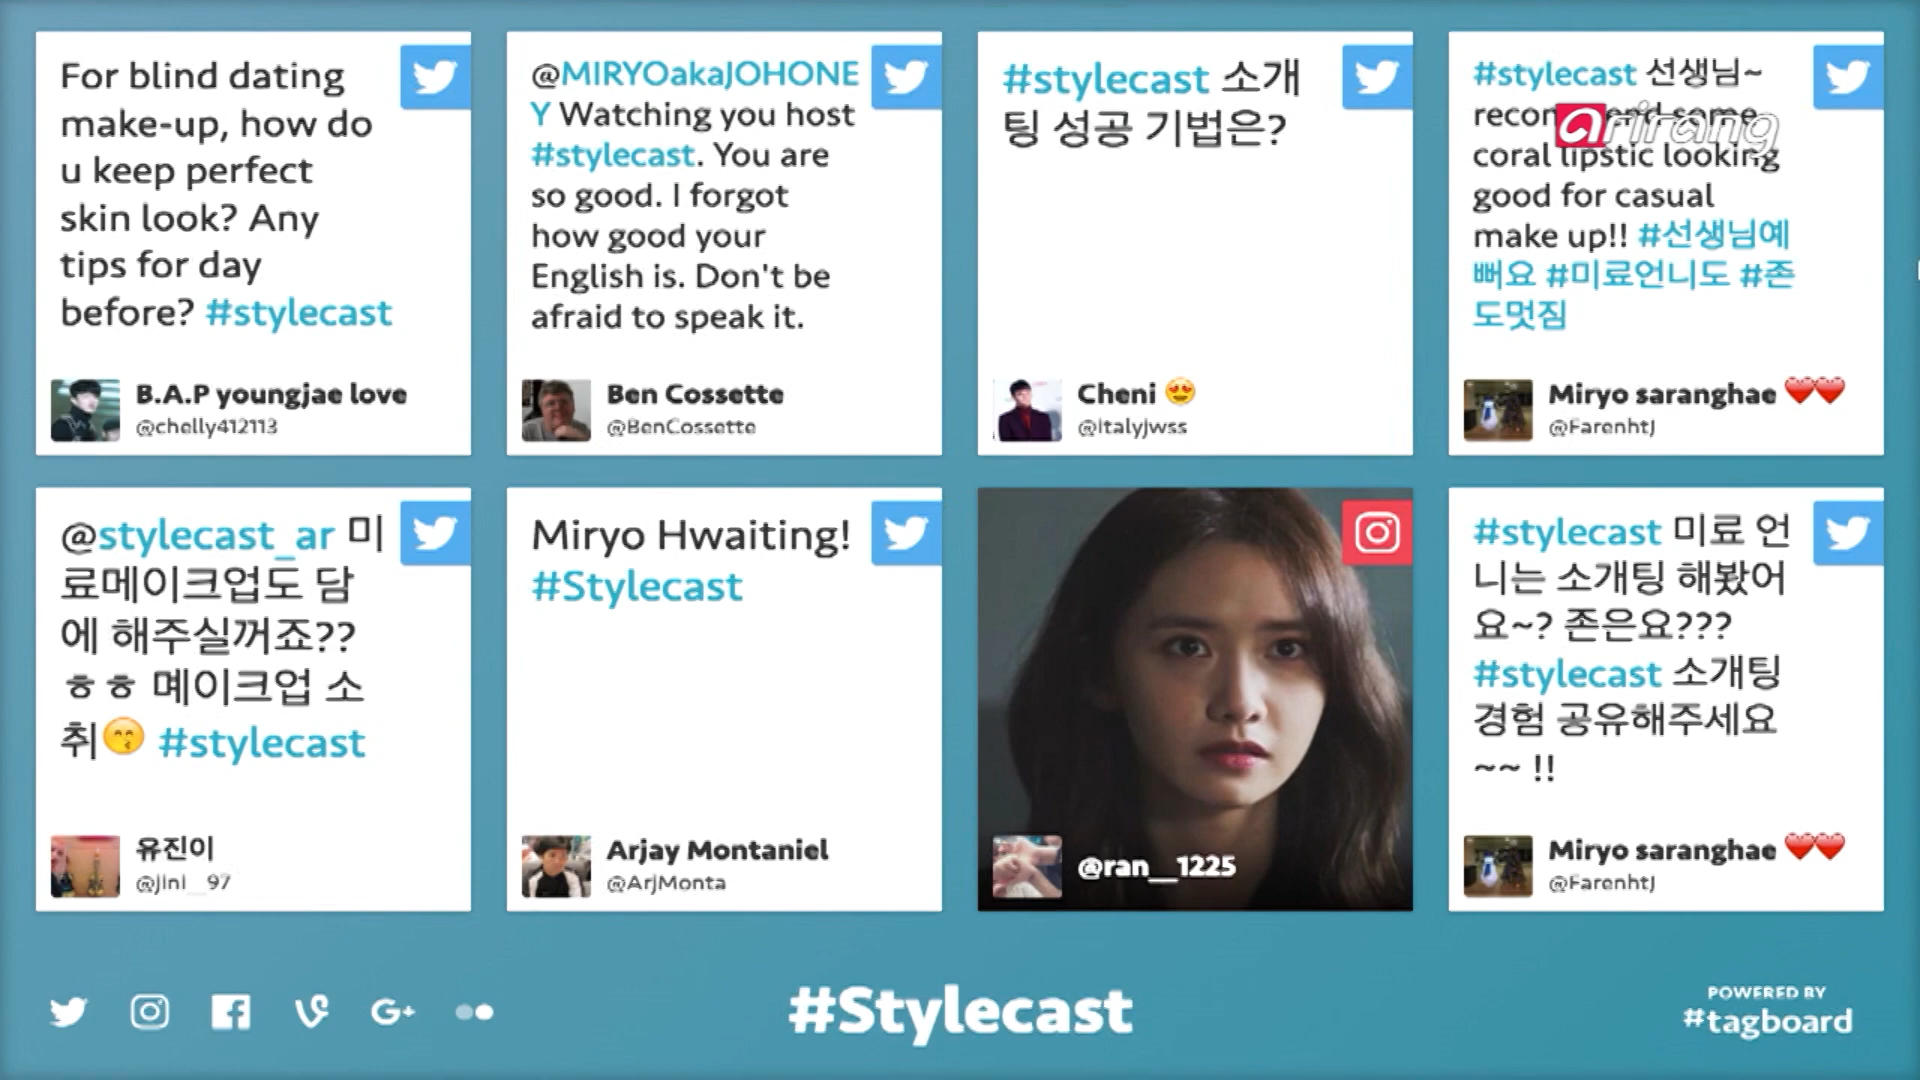 For blind dating
make-up, how do
u keep perfect
skin look? Any
tips for day
before? #stylecast
B.A.P youngjae love
@chelly412113
@MIRYOakaJOHONE
Y Watching you host
#stylecast. You are
so good. I forgot
how good your
English is. Don't be
afraid to speak it.
Ben Cossette
@BenCossette
#stylecast 소개
팅 성공 기법은?
Cheni
@Italyjwss
#stylecast 선생님~
recommend some
coral lipstic looking
good for casual
make up!! #선생님예
뻐요 #미료언니도 #존
도멋짐
arirang
Miryo saranghae
@FarenhtJ
@stylecast_ar 미
료메이크업도 담
에 해주실꺼죠??
ㅎㅎ 몌이크업 소
취 #stylecast
유진이
@jini__97
Miryo Hwaiting!
#Stylecast
Arjay Montaniel
@ArjMonta
@ran__1225
#stylecast 미료 언
니는 소개팅 해봤어
요~? 존은요???
#stylecast 소개팅
경험 공유해주세요
~~ !!
Miryo saranghae
@FarenhtJ
#Stylecast
POWERED BY
#tagboard